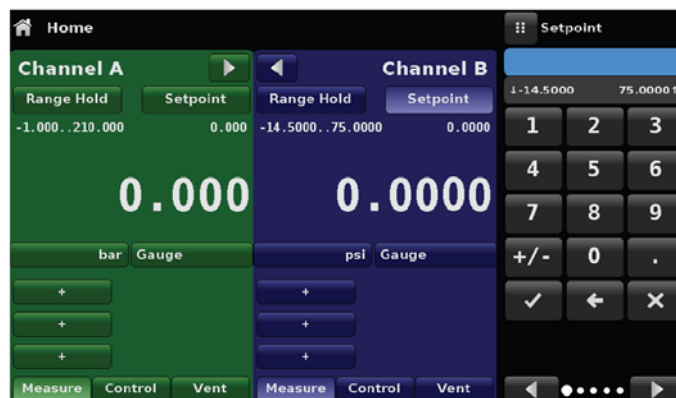 Home
Channel A
Range Hold Setpoint
-1.000..210.000 0.000
0.000
bar Gauge
+
+
+
Measure Control Vent
Channel B
Range Hold Setpoint
-14.5000..75.0000 0.0000
0.0000
psi Gauge
+
+
+
Measure Control Vent
Setpoint
↓-14.5000 75.0000↑
1 2 3
4 5 6
7 8 9
+/- 0 .